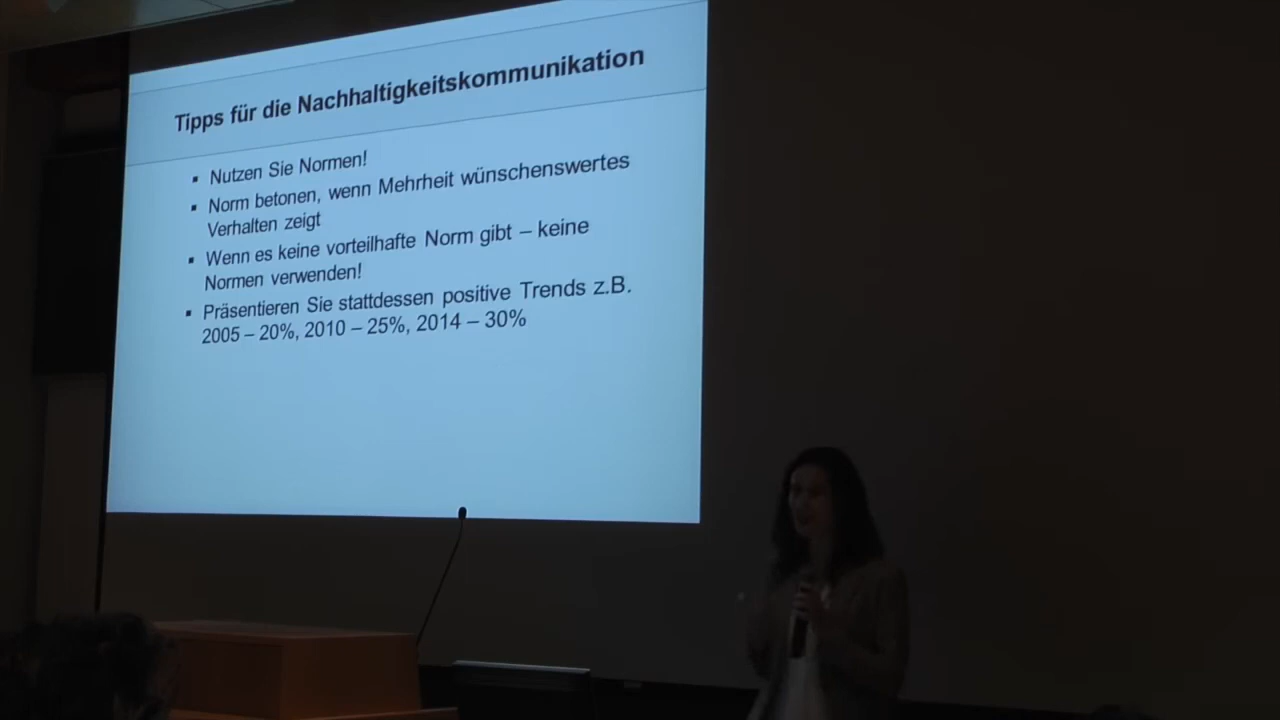 Tipps für die Nachhaltigkeitskommunikation
▪ Nutzen Sie Normen!
▪ Norm betonen, wenn Mehrheit wünschenswertes
Verhalten zeigt
▪ Wenn es keine vorteilhafte Norm gibt – keine
Normen verwenden!
▪ Präsentieren Sie stattdessen positive Trends z.B.
2005 – 20%, 2010 – 25%, 2014 – 30%